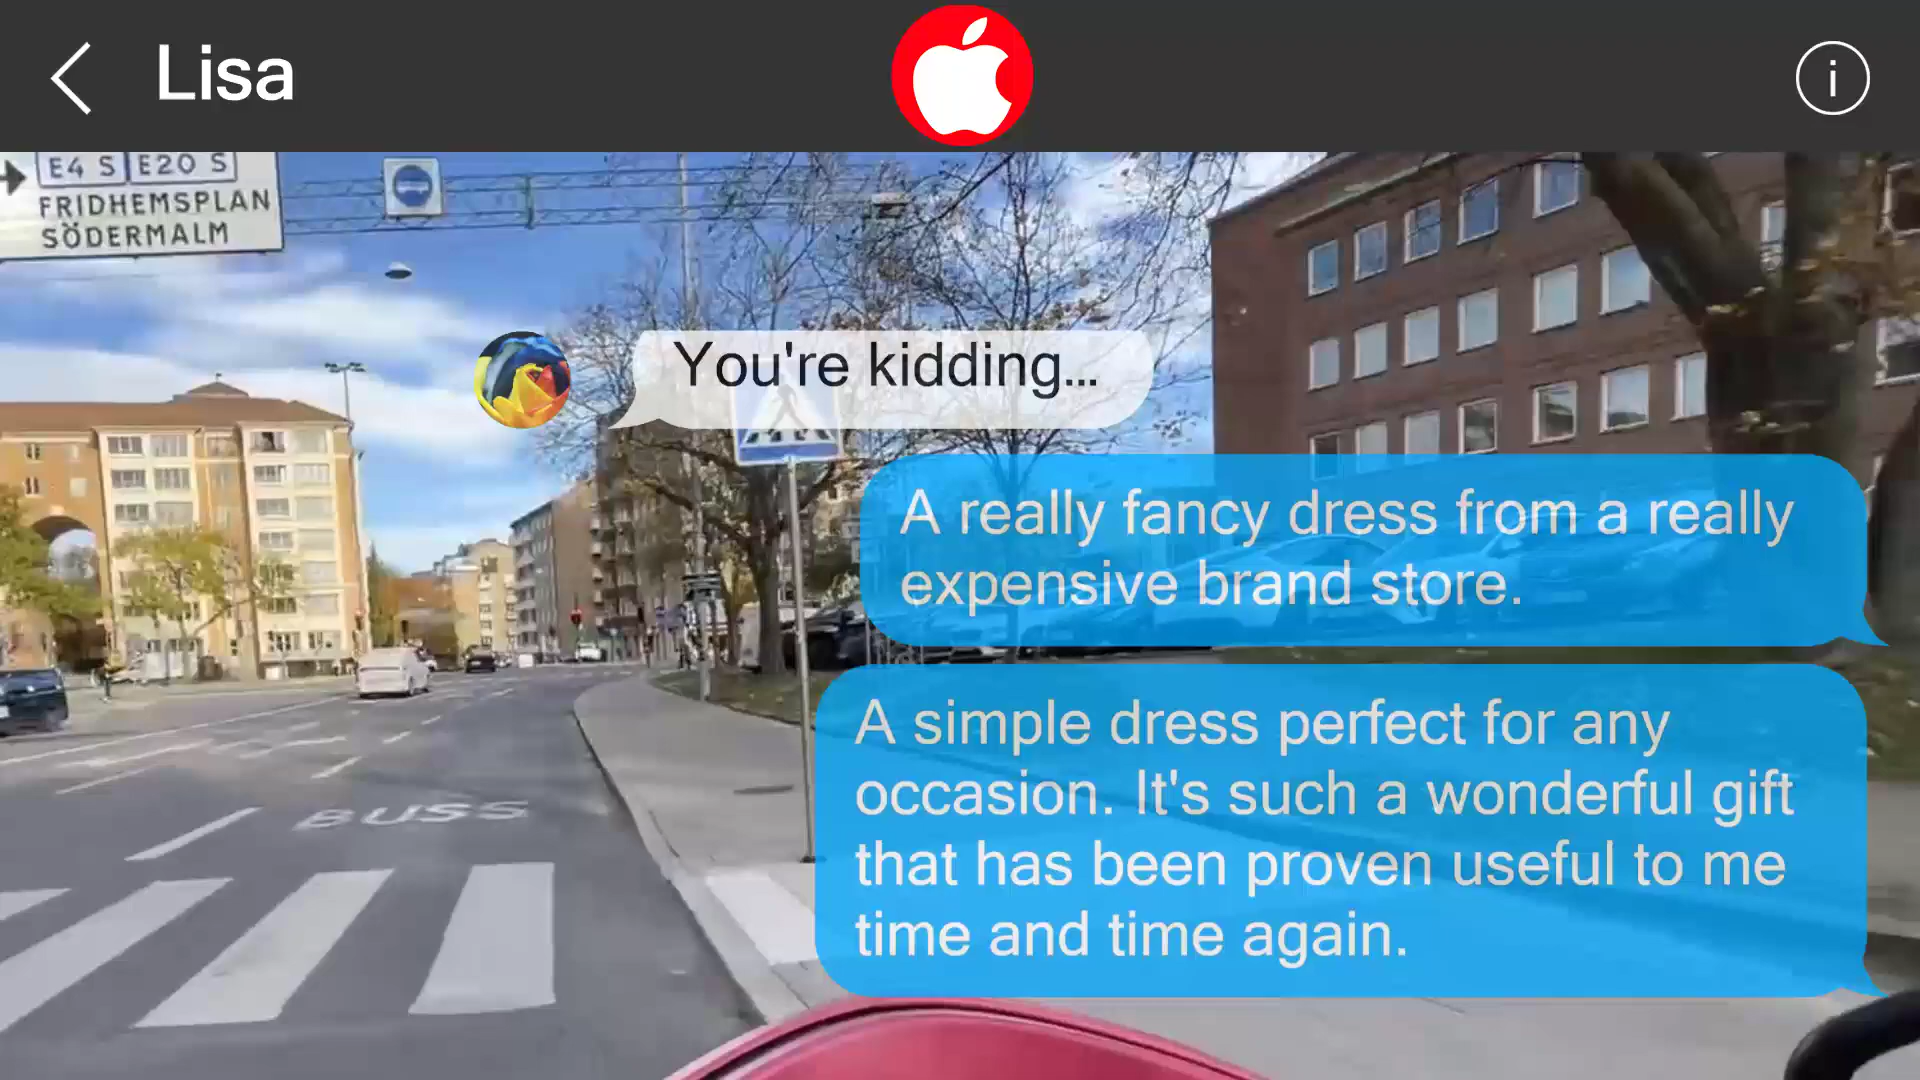 Lisa
E4 S E20 S
FRIDHEMSPLAN
SÖDERMALM
You're kidding...
A really fancy dress from a really
expensive brand store.
A simple dress perfect for any
occasion. It's such a wonderful gift
that has been proven useful to me
time and time again.
BUSS